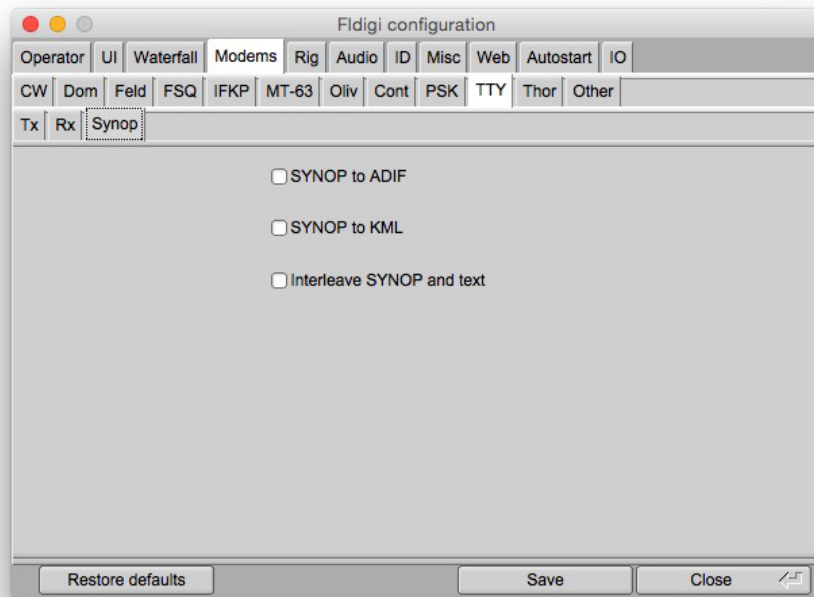 Fldigi configuration
Operator UI Waterfall Modems Rig Audio ID Misc Web Autostart IO
CW Dom Feld FSQ IFKP MT-63 Oliv Cont PSK TTY Thor Other
Tx Rx Synop
SYNOP to ADIF
SYNOP to KML
Interleave SYNOP and text
Restore defaults Save Close